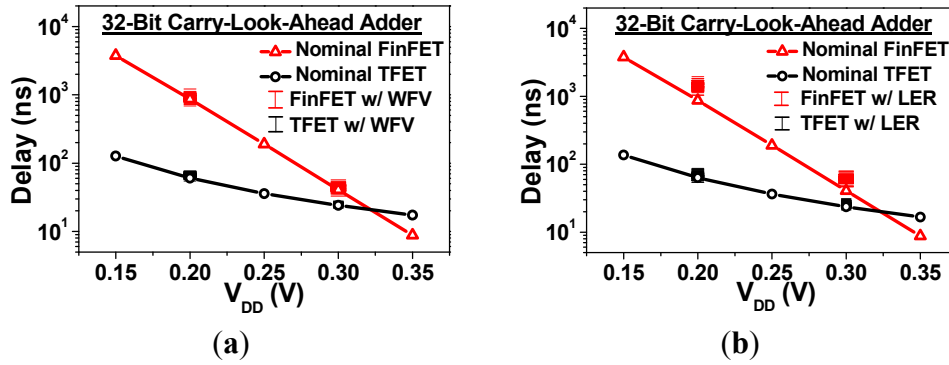 32-Bit Carry-Look-Ahead Adder
Nominal FinFET
Nominal TFET
FinFET w/ WFV
TFET w/ WFV
Delay (ns)
10⁴
10³
10²
10¹
0.15 0.20 0.25 0.30 0.35
V_DD (V)
(a)
32-Bit Carry-Look-Ahead Adder
Nominal FinFET
Nominal TFET
FinFET w/ LER
TFET w/ LER
Delay (ns)
10⁴
10³
10²
10¹
0.15 0.20 0.25 0.30 0.35
V_DD (V)
(b)